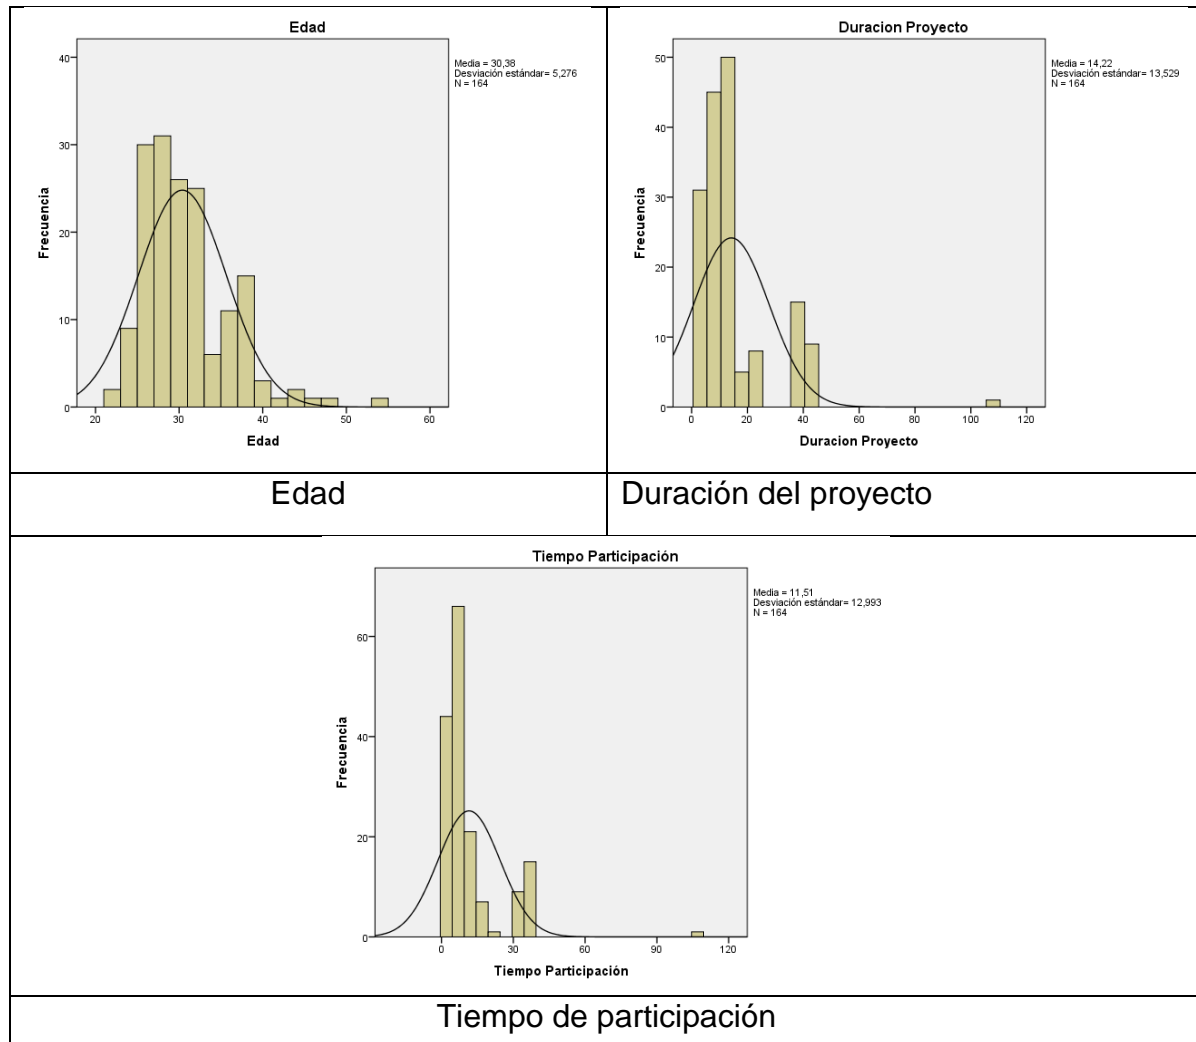 Edad
Media = 30,38
Desviación estándar= 5,276
N = 164
40
30
20
10
0
Frecuencia
20 30 40 50 60
Edad
Edad
Duracion Proyecto
Media = 14,22
Desviación estándar= 13,529
N = 164
50
40
30
20
10
0
Frecuencia
0 20 40 60 80 100 120
Duracion Proyecto
Duración del proyecto
Tiempo Participación
Media = 11,51
Desviación estándar= 12,993
N = 164
60
40
20
0
Frecuencia
0 30 60 90 120
Tiempo Participación
Tiempo de participación